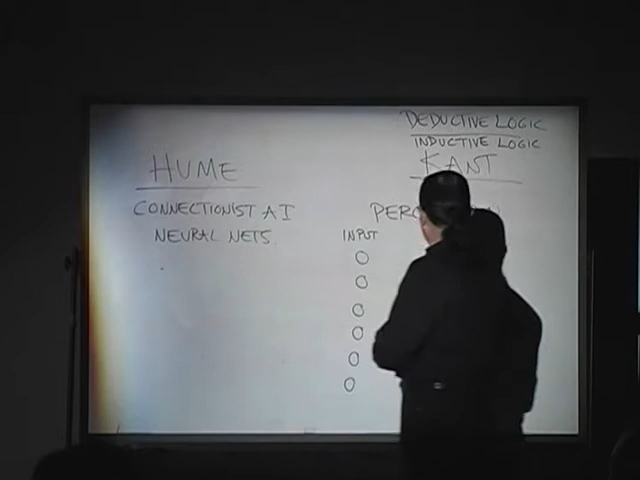 DEDUCTIVE LOGIC
INDUCTIVE LOGIC
HUME
KANT
CONNECTIONIST AI
NEURAL NETS
INPUT